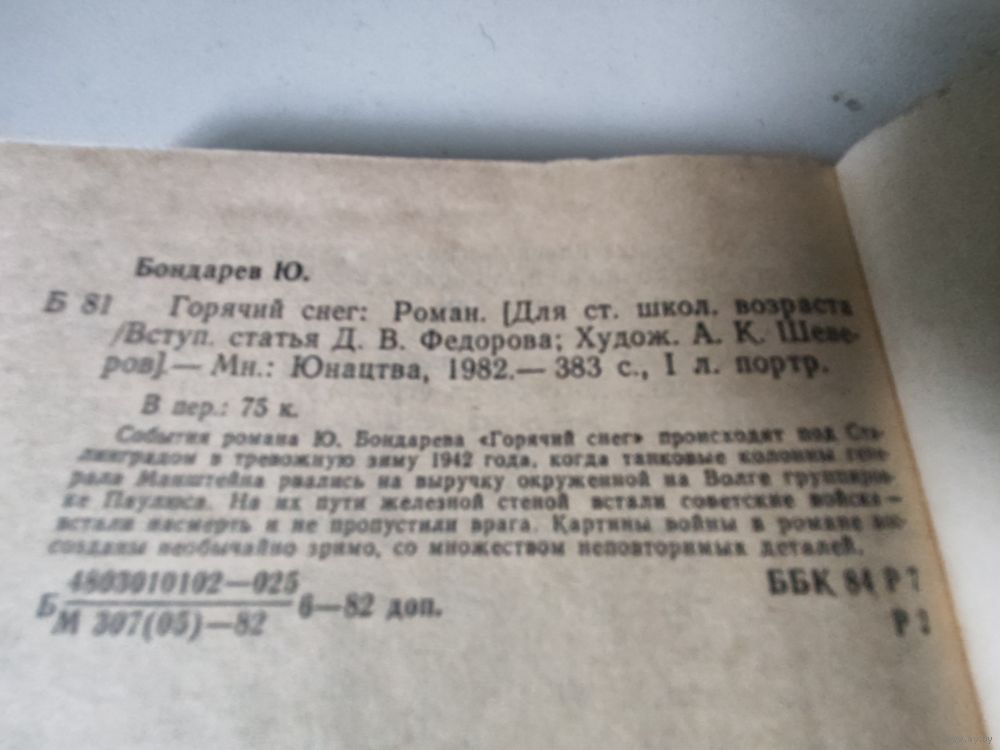 Бондарев Ю.
Б 81 Горячий снег: Роман. [Для ст. школ. возраста
/Вступ. статья Д. В. Федорова; Худож. А. К. Шеве-
ров].— Мн.: Юнацтва, 1982.— 383 с., 1 л. портр.
В пер.: 75 к.
События романа Ю. Бондарева «Горячий снег» происходят под Ста-
линградом в тревожную зиму 1942 года, когда танковые колонны гене-
рала Манштейна рвались на выручку окруженной на Волге группиров-
ке Паулюса. На их пути железной стеной встали советские войска —
встали насмерть и не пропустили врага. Картины войны в романе вос-
созданы необычайно зримо, со множеством неповторимых деталей.
Б 4803010102—025 6—82 доп.
М 307(05)—82
ББК 84 Р 7
Р 2